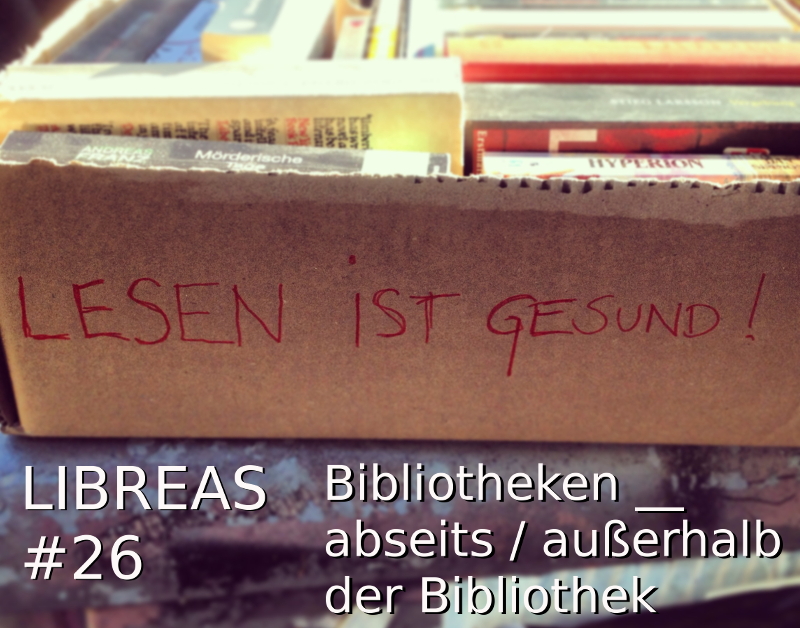 STIEG LARSSON
HYPERION
ANDREAS
FRANZ
Mörderische
Tage
LESEN iST GESUND!
LIBREAS
#26
Bibliotheken __
abseits / außerhalb
der Bibliothek